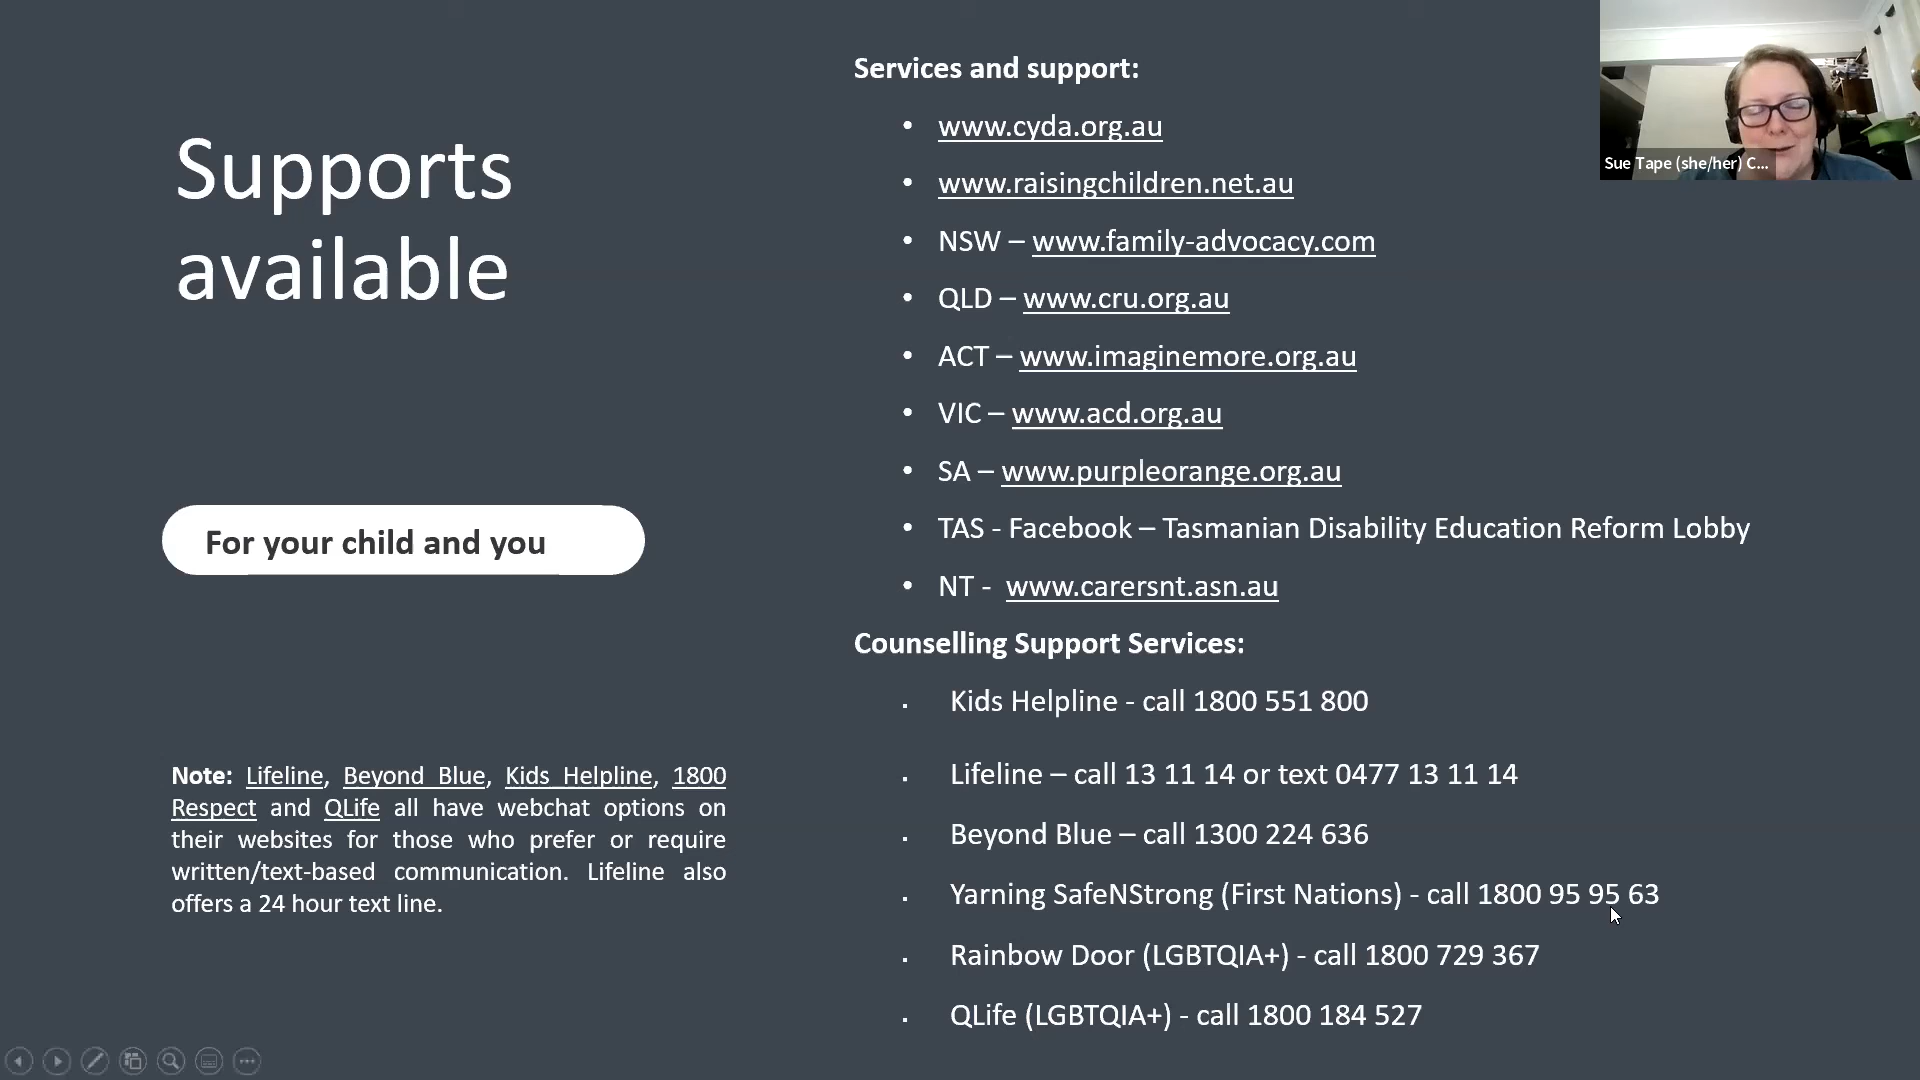 Supports
available
For your child and you
Note: Lifeline, Beyond Blue, Kids Helpline, 1800
Respect and QLife all have webchat options on
their websites for those who prefer or require
written/text-based communication. Lifeline also
offers a 24 hour text line.
Services and support:
• www.cyda.org.au
• www.raisingchildren.net.au
• NSW – www.family-advocacy.com
• QLD – www.cru.org.au
• ACT – www.imaginemore.org.au
• VIC – www.acd.org.au
• SA – www.purpleorange.org.au
• TAS - Facebook – Tasmanian Disability Education Reform Lobby
• NT - www.carersnt.asn.au
Counselling Support Services:
▪ Kids Helpline - call 1800 551 800
▪ Lifeline – call 13 11 14 or text 0477 13 11 14
▪ Beyond Blue – call 1300 224 636
▪ Yarning SafeNStrong (First Nations) - call 1800 95 95 63
▪ Rainbow Door (LGBTQIA+) - call 1800 729 367
▪ QLife (LGBTQIA+) - call 1800 184 527
Sue Tape (she/her) C...